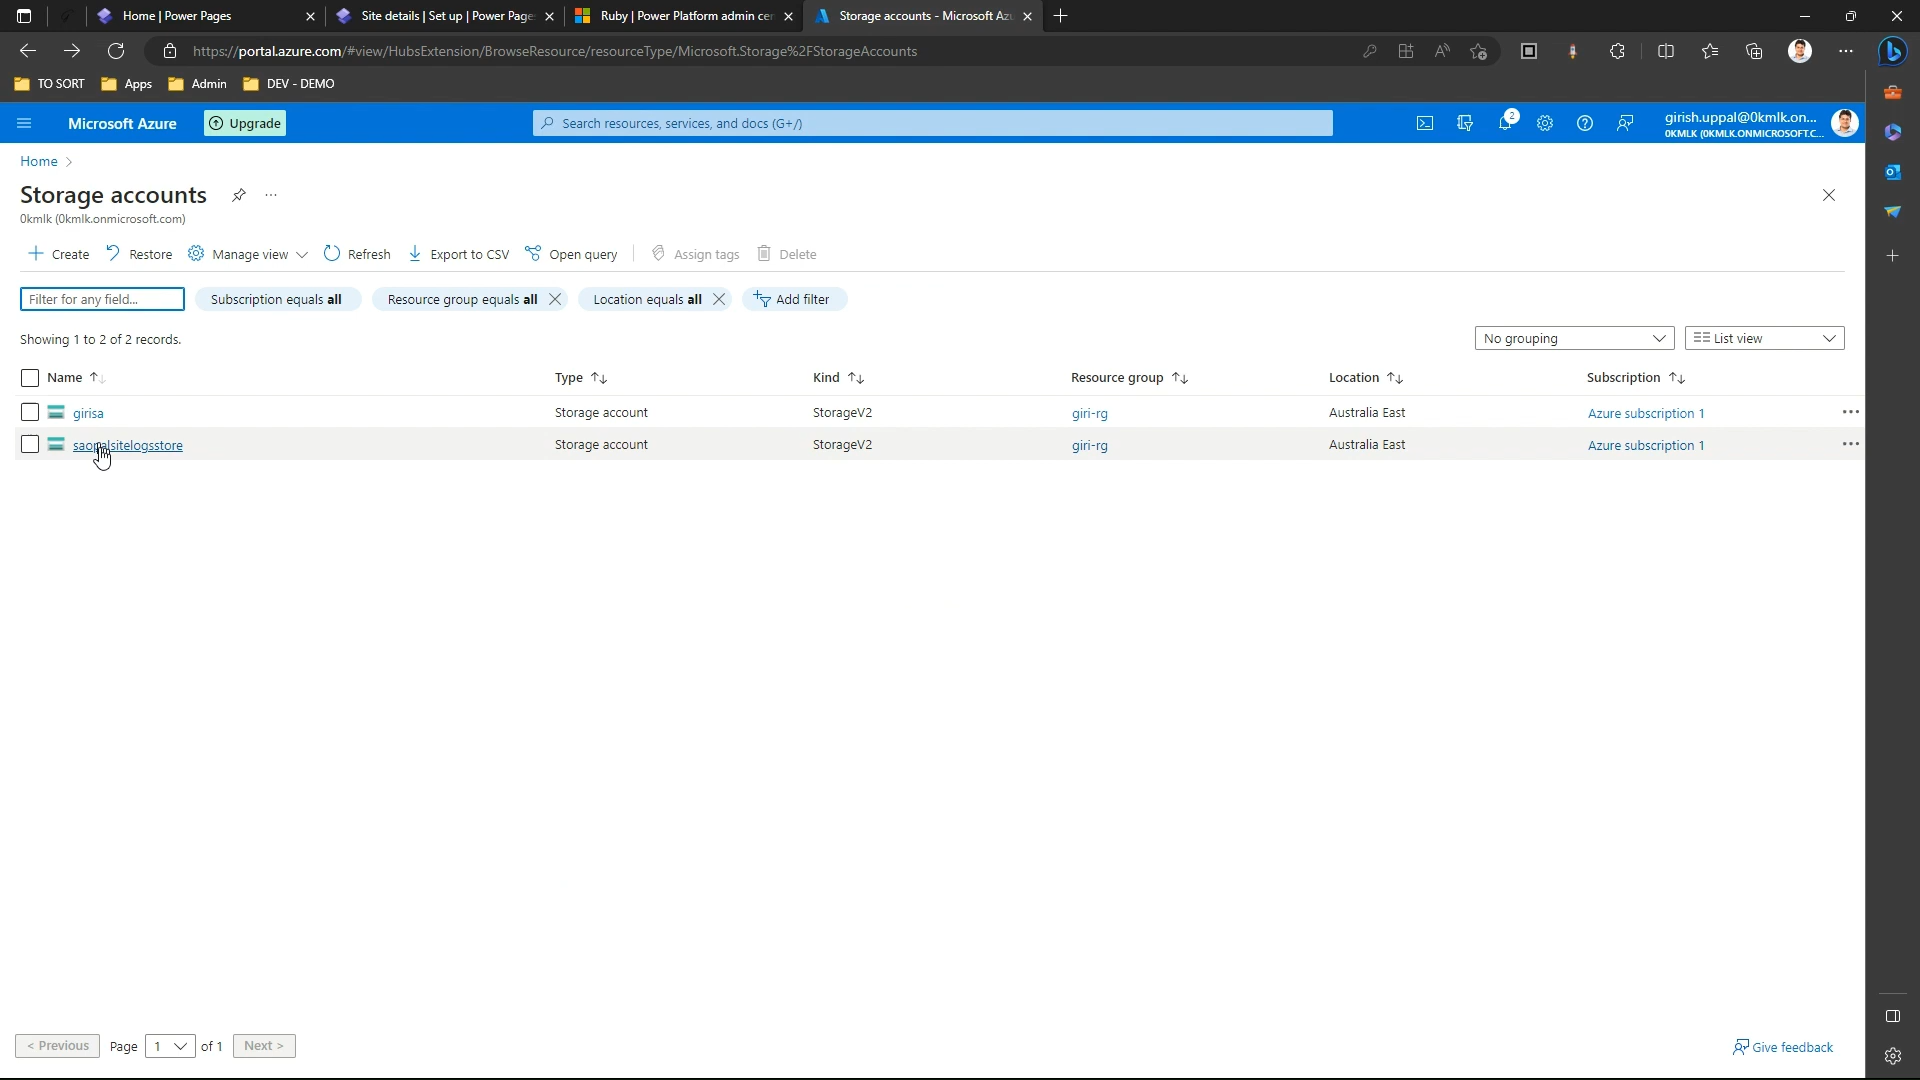 Home | Power Pages
Site details | Set up | Power Page
Ruby | Power Platform admin cen
Storage accounts - Microsoft Azu
https://portal.azure.com/#view/HubsExtension/BrowseResource/resourceType/Microsoft.Storage%2FStorageAccounts
TO SORT Apps Admin DEV - DEMO
Microsoft Azure Upgrade Search resources, services, and docs (G+/) 2 girish.uppal@0kmlk.on...
0KMLK (0KMLK.ONMICROSOFT.C...
Home >
Storage accounts ...
0kmlk (0kmlk.onmicrosoft.com)
Create Restore Manage view Refresh Export to CSV Open query Assign tags Delete
Filter for any field... Subscription equals all Resource group equals all Location equals all Add filter
Showing 1 to 2 of 2 records. No grouping List view
Name Type Kind Resource group Location Subscription
girisa Storage account StorageV2 giri-rg Australia East Azure subscription 1 ...
Storage account StorageV2 giri-rg Australia East Azure subscription 1 ...
< Previous Page 1 of 1 Next > Give feedback